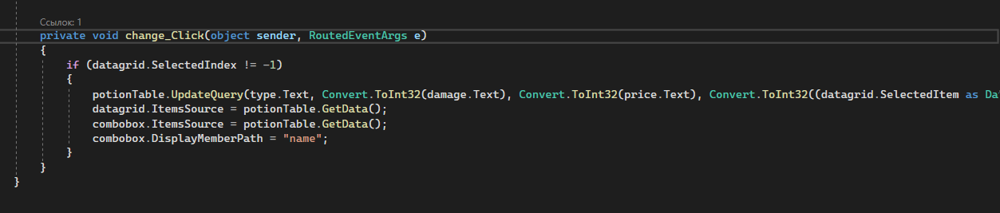 Ссылок: 1
private void change_Click(object sender, RoutedEventArgs e)
{
if (datagrid.SelectedIndex != -1)
{
potionTable.UpdateQuery(type.Text, Convert.ToInt32(damage.Text), Convert.ToInt32(price.Text), Convert.ToInt32((datagrid.SelectedItem as Da
datagrid.ItemsSource = potionTable.GetData();
combobox.ItemsSource = potionTable.GetData();
combobox.DisplayMemberPath = "name";
}
}
}